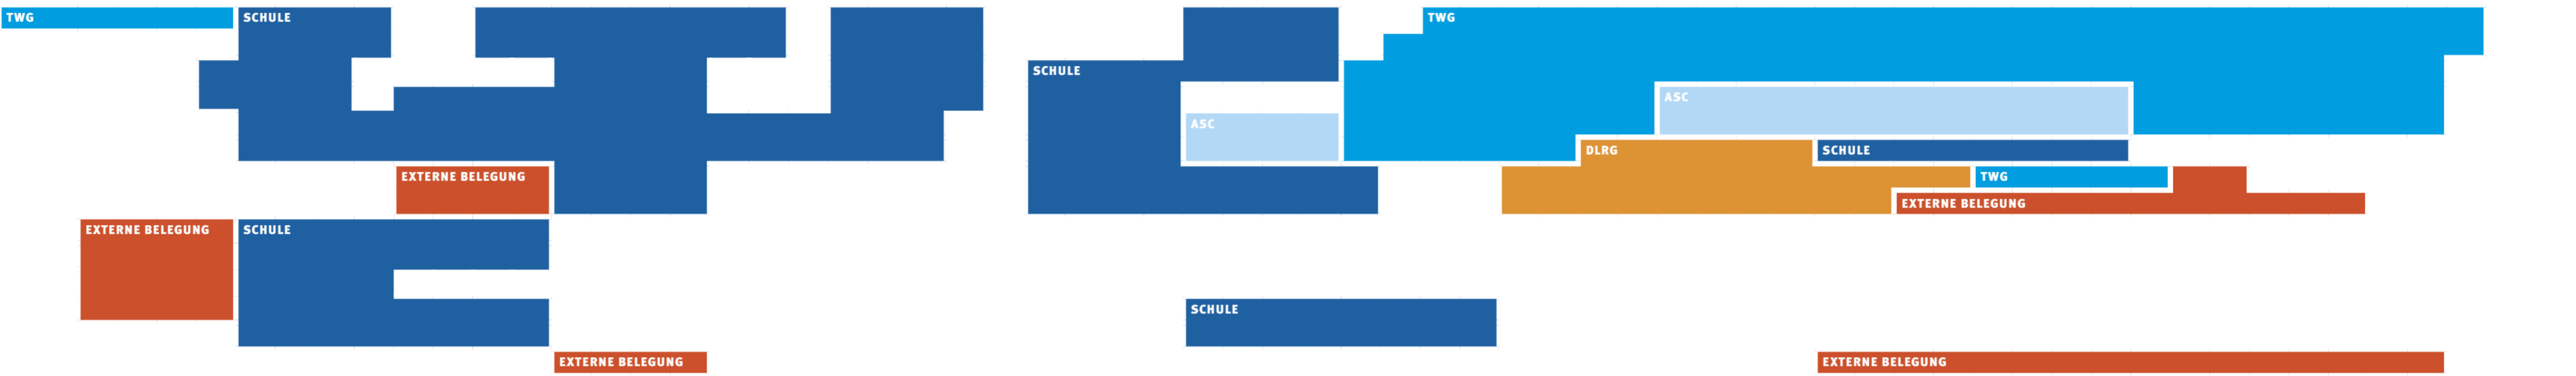 TWG
SCHULE
TWG
SCHULE
ASC
ASC
DLRG
SCHULE
EXTERNE BELEGUNG
TWG
EXTERNE BELEGUNG
EXTERNE BELEGUNG
SCHULE
SCHULE
EXTERNE BELEGUNG
EXTERNE BELEGUNG